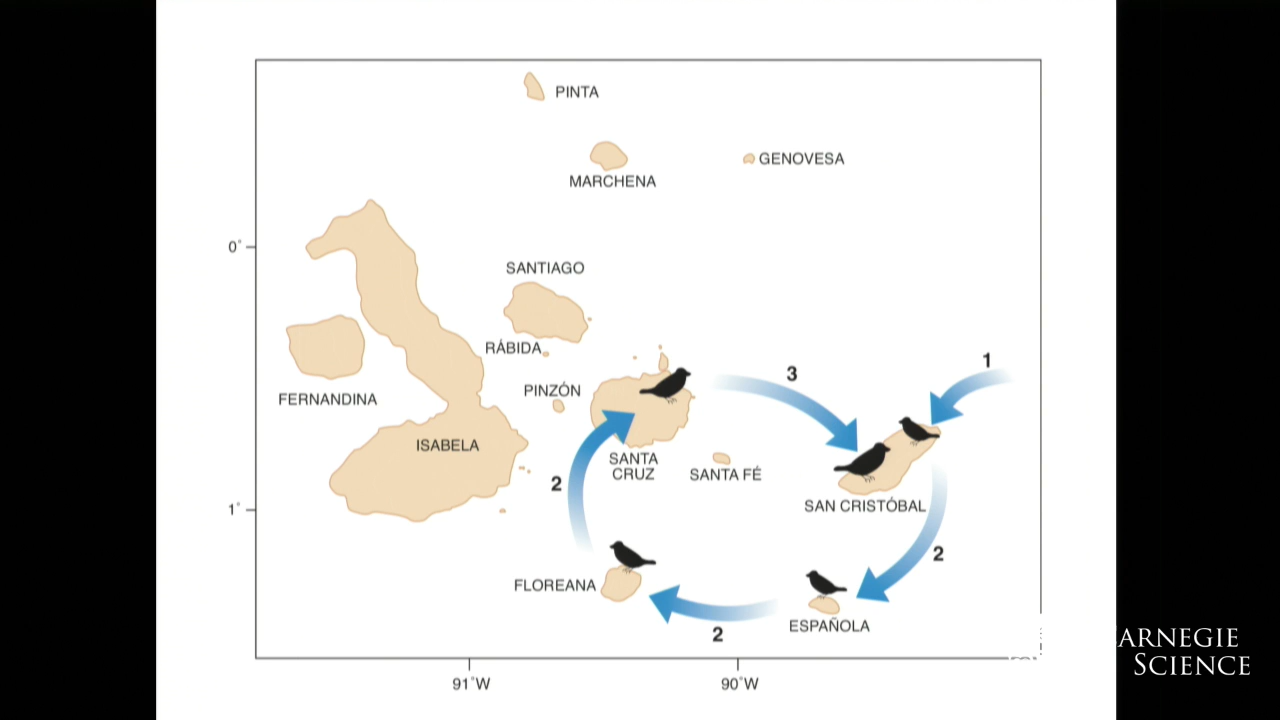 PINTA
GENOVESA
MARCHENA
0°
SANTIAGO
RÁBIDA
1
3
PINZÓN
FERNANDINA
ISABELA
SANTA
CRUZ
SANTA FÉ
2
SAN CRISTÓBAL
1°
2
FLOREANA
ESPAÑOLA
2
91°W
90°W
ARNEGIE
SCIENCE